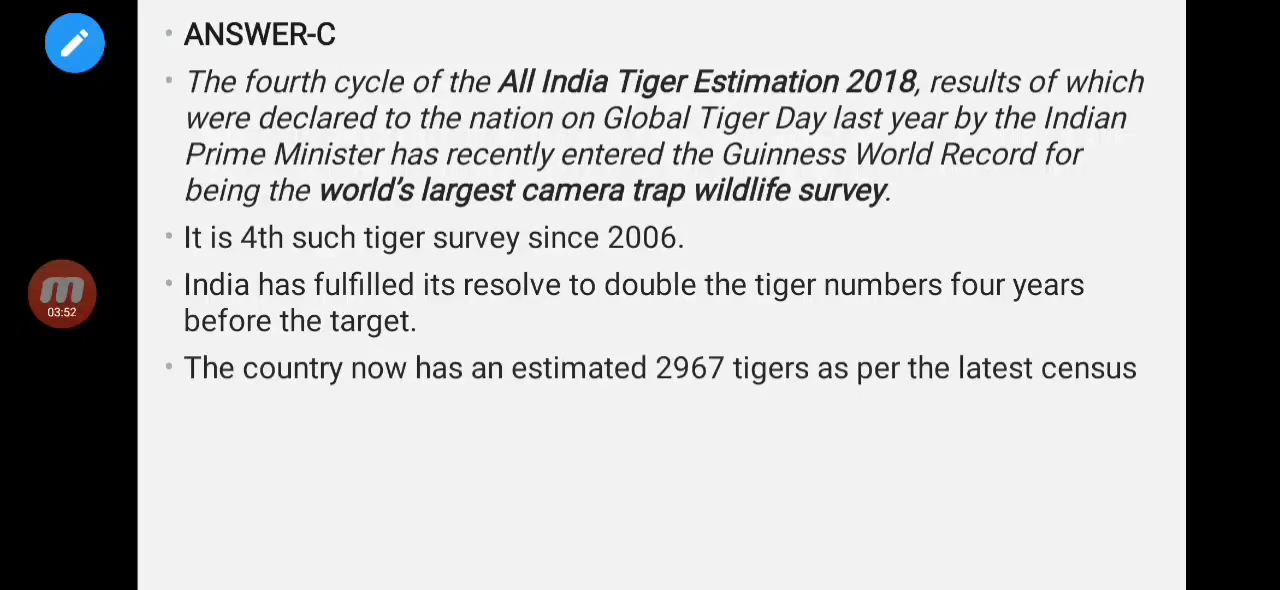 ANSWER-C
The fourth cycle of the All India Tiger Estimation 2018, results of which
were declared to the nation on Global Tiger Day last year by the Indian
Prime Minister has recently entered the Guinness World Record for
being the world's largest camera trap wildlife survey.
It is 4th such tiger survey since 2006.
India has fulfilled its resolve to double the tiger numbers four years
before the target.
The country now has an estimated 2967 tigers as per the latest census
m
03:52